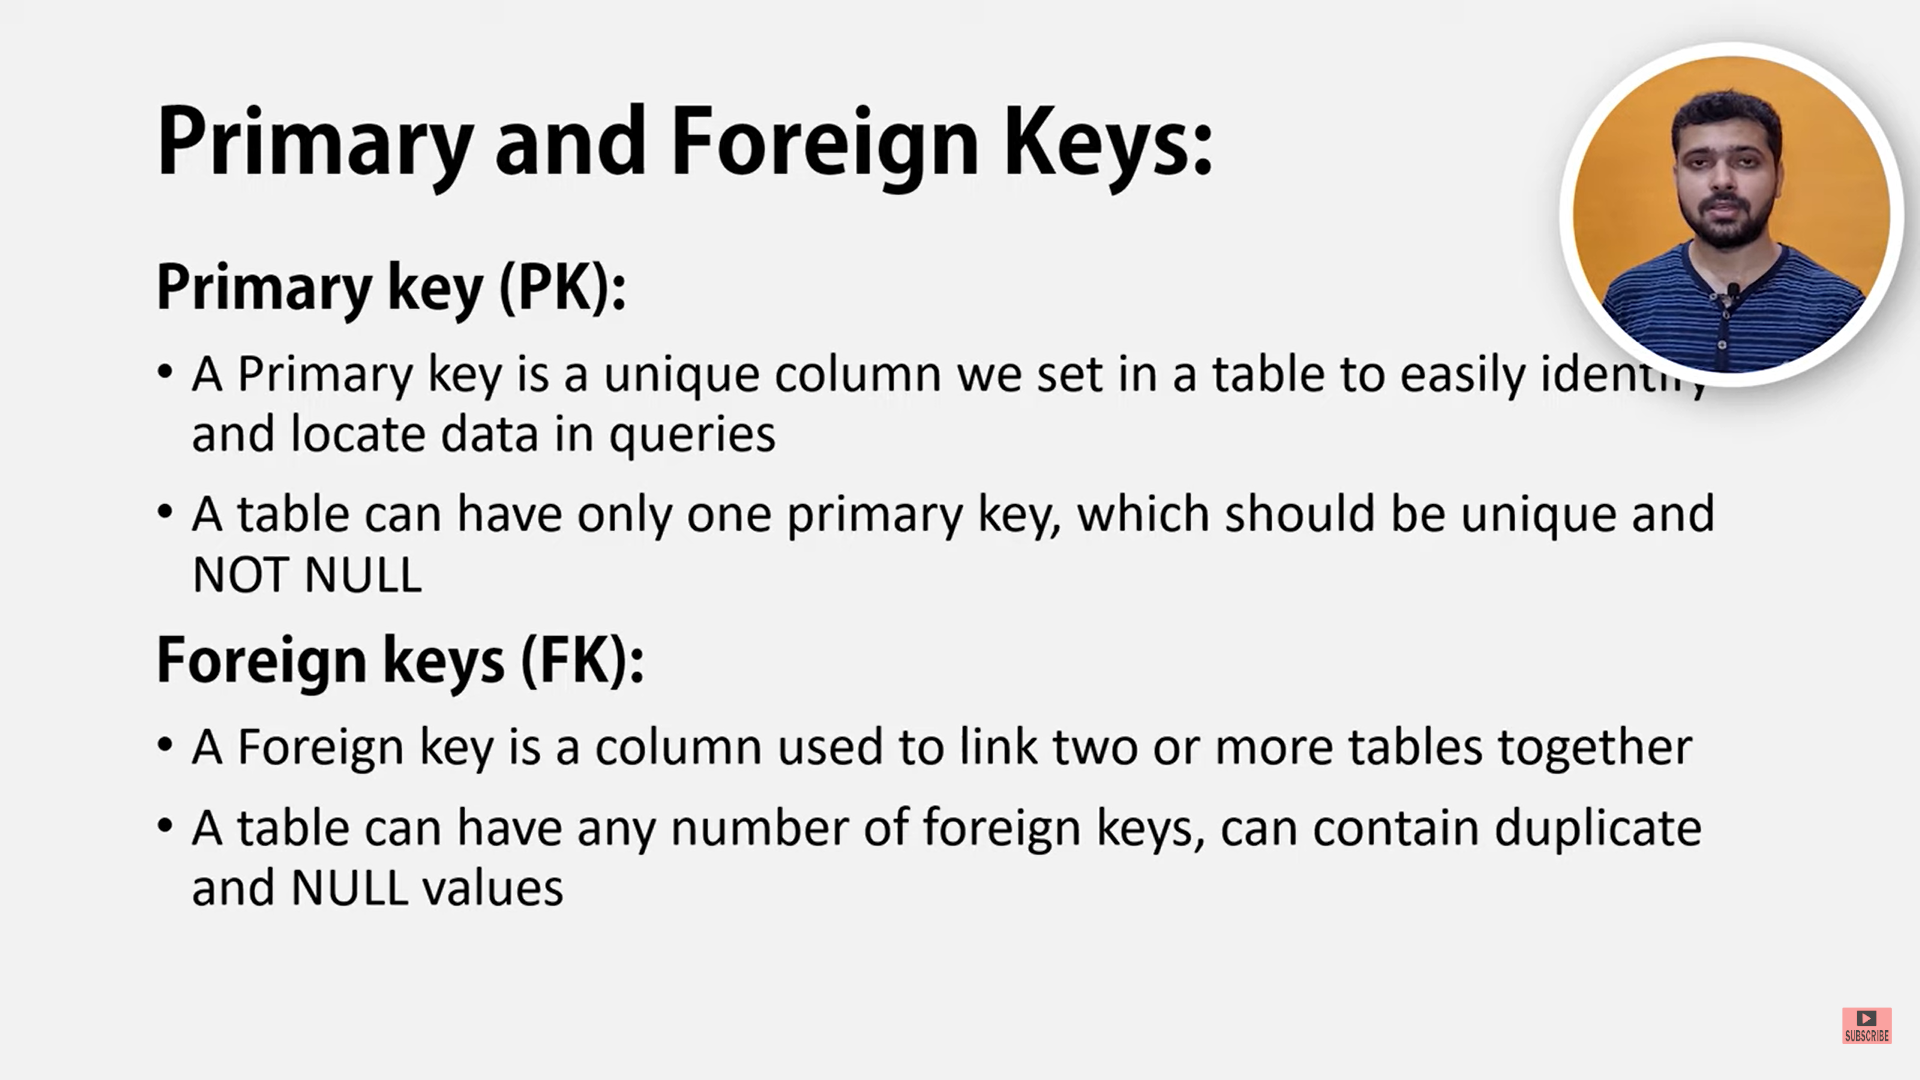 Primary and Foreign Keys:
Primary key (PK):
• A Primary key is a unique column we set in a table to easily identify
and locate data in queries
• A table can have only one primary key, which should be unique and
NOT NULL
Foreign keys (FK):
• A Foreign key is a column used to link two or more tables together
• A table can have any number of foreign keys, can contain duplicate
and NULL values
SUBSCRIBE